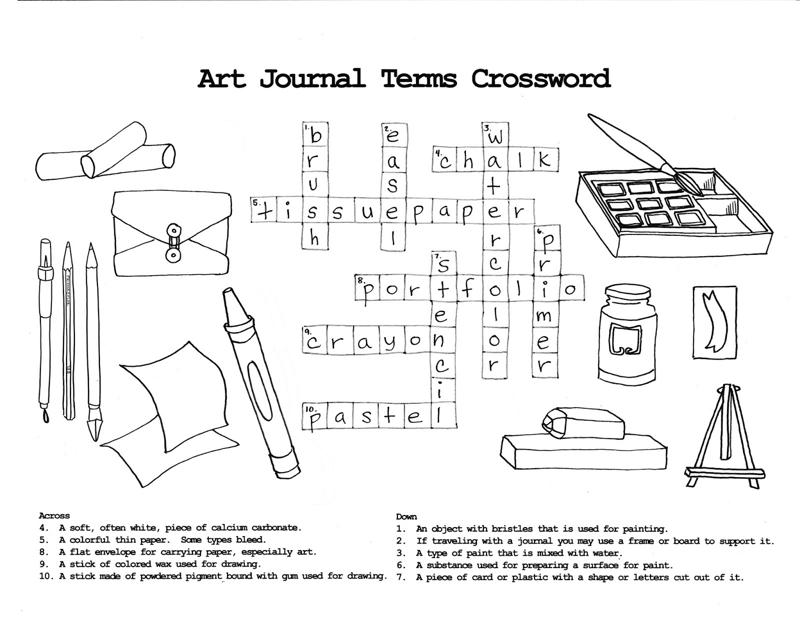 Art Journal Terms Crossword
1. b 2. e 3. w
r a 4. c h a l k
u s t
5. t i s s u e p a p e r
h l r 6. p
7. s c r
8. p o r t f o l i o
e l m
9. c r a y o n o e
c r r
i
10. p a s t e l
Across
4. A soft, often white, piece of calcium carbonate.
5. A colorful thin paper. Some types bleed.
8. A flat envelope for carrying paper, especially art.
9. A stick of colored wax used for drawing.
10. A stick made of powdered pigment bound with gum used for drawing.
Down
1. An object with bristles that is used for painting.
2. If traveling with a journal you may use a frame or board to support it.
3. A type of paint that is mixed with water.
6. A substance used for preparing a surface for paint.
7. A piece of card or plastic with a shape or letters cut out of it.